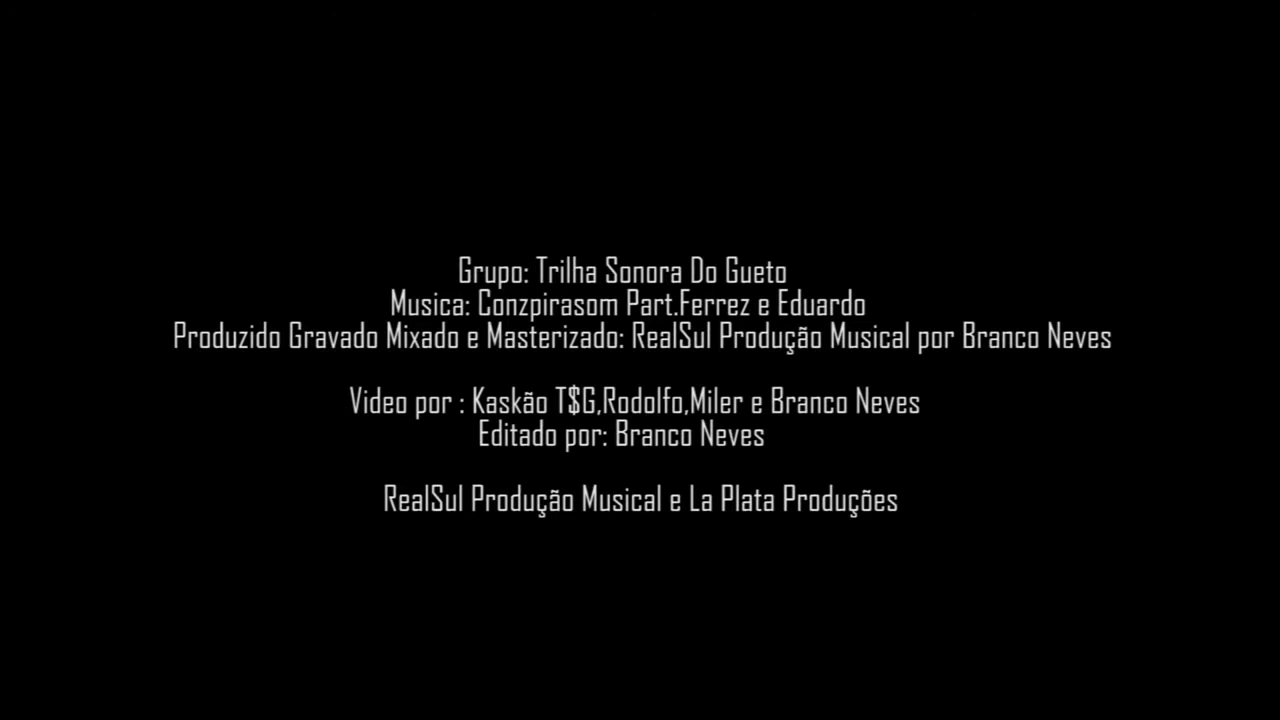 Grupo: Trilha Sonora Do Gueto
Musica: Conzpirasom Part.Ferrez e Eduardo
Produzido Gravado Mixado e Masterizado: RealSul Produção Musical por Branco Neves
Video por : Kaskão T$G,Rodolfo,Miler e Branco Neves
Editado por: Branco Neves
RealSul Produção Musical e La Plata Produções